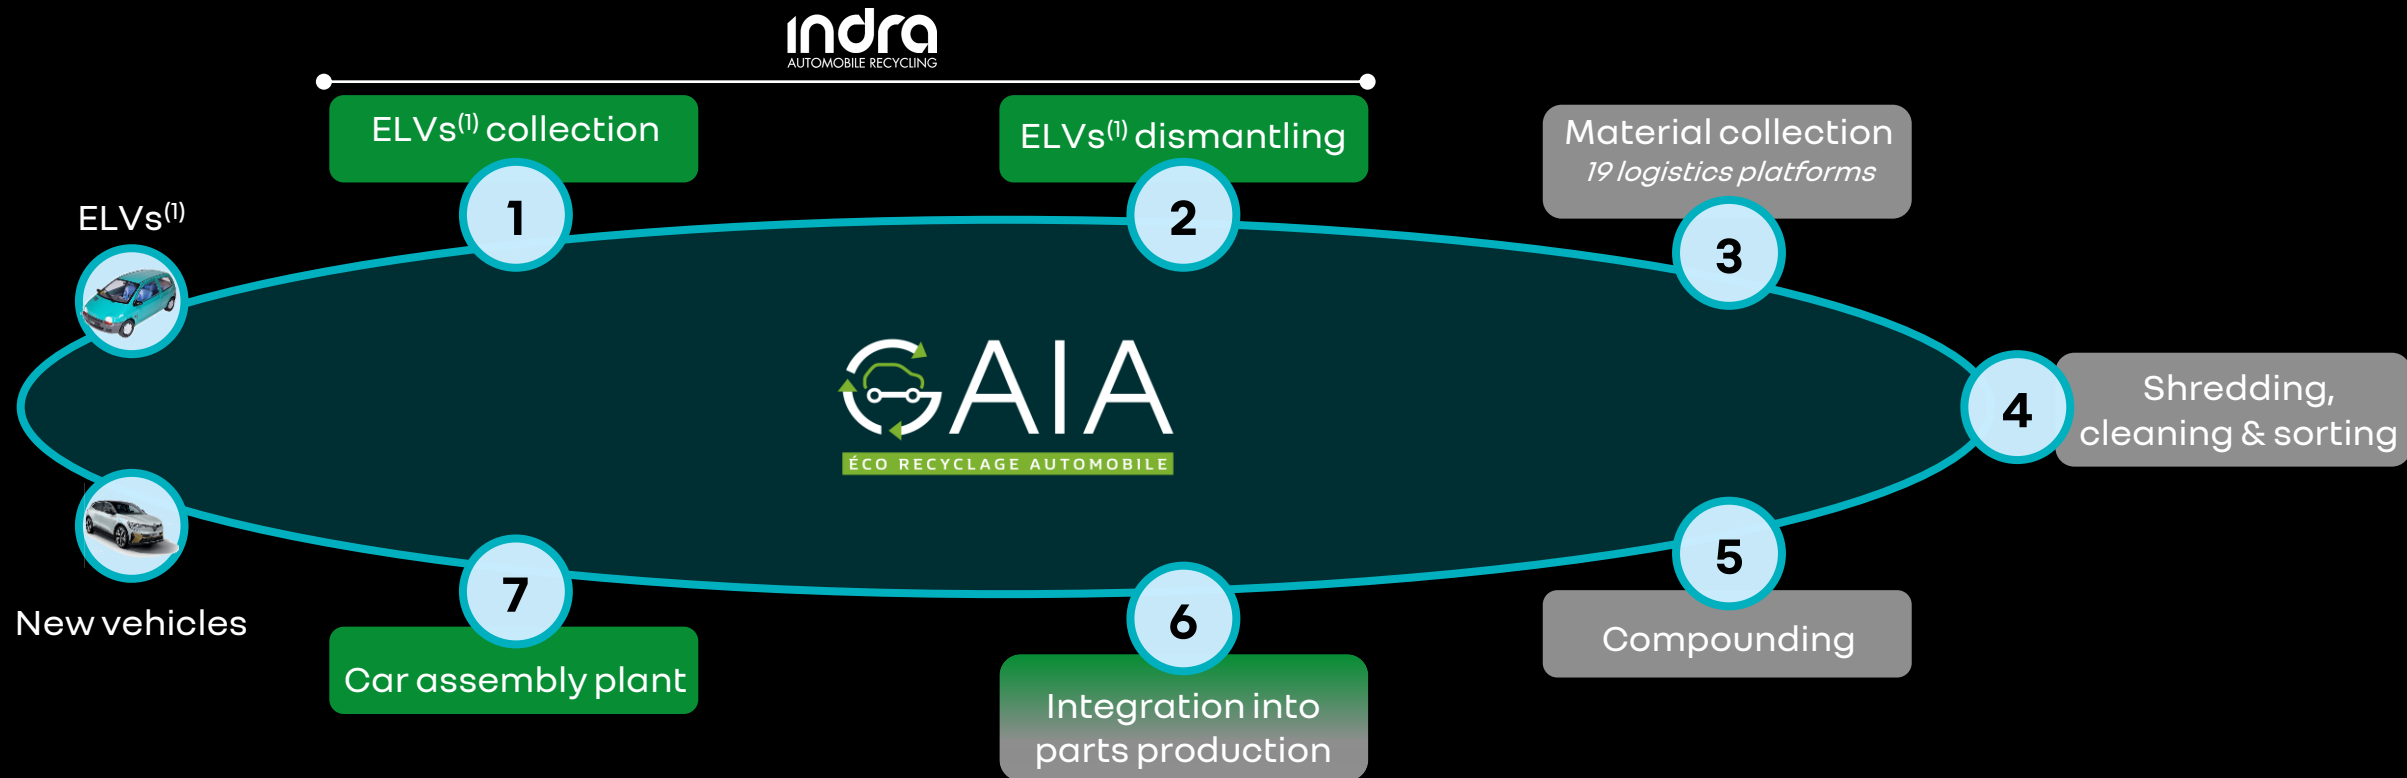 indra
AUTOMOBILE RECYCLING
ELVs(1) collection
ELVs(1) dismantling
Material collection
19 logistics platforms
ELVs(1)
1
2
3
GAIA
ÉCO RECYCLAGE AUTOMOBILE
4
Shredding,
cleaning & sorting
New vehicles
7
6
5
Car assembly plant
Integration into
parts production
Compounding